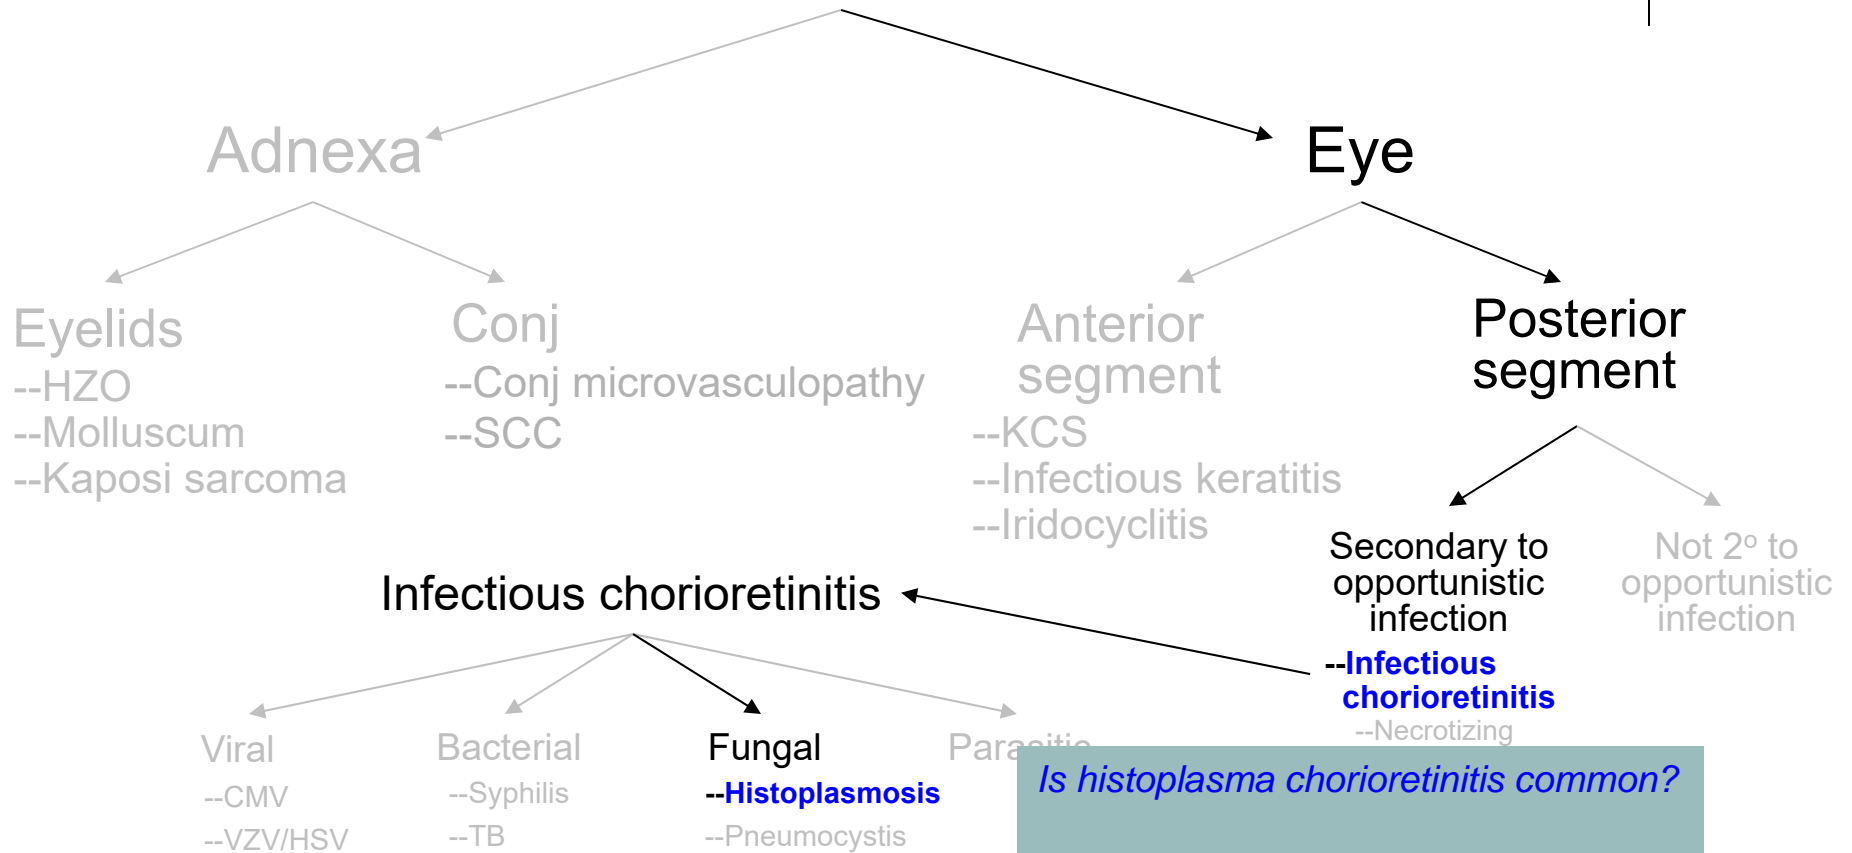 Adnexa
Eye
Eyelids
--HZO
--Molluscum
--Kaposi sarcoma
Conj
--Conj microvasculopathy
--SCC
Anterior
segment
--KCS
--Infectious keratitis
--Iridocyclitis
Posterior
segment
Secondary to
opportunistic
infection
--Infectious
chorioretinitis
--Necrotizing
Not 2º to
opportunistic
infection
Infectious chorioretinitis
Viral
--CMV
--VZV/HSV
Bacterial
--Syphilis
--TB
Fungal
--Histoplasmosis
--Pneumocystis
Parasitic
Is histoplasma chorioretinitis common?